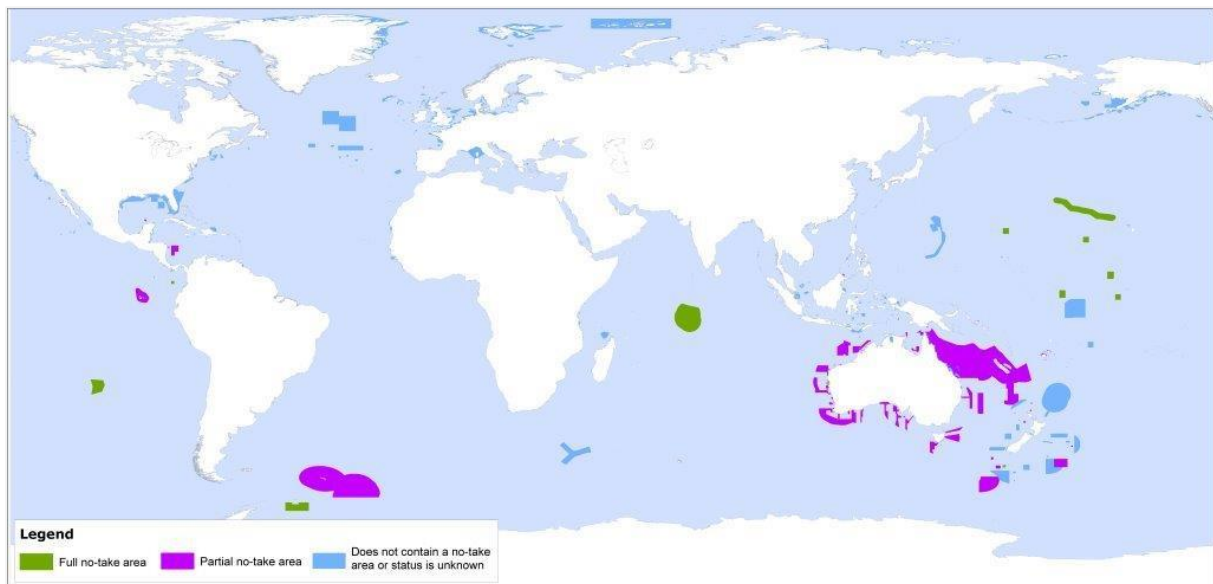 Legend
Full no-take area
Partial no-take area
Does not contain a no-take
area or status is unknown